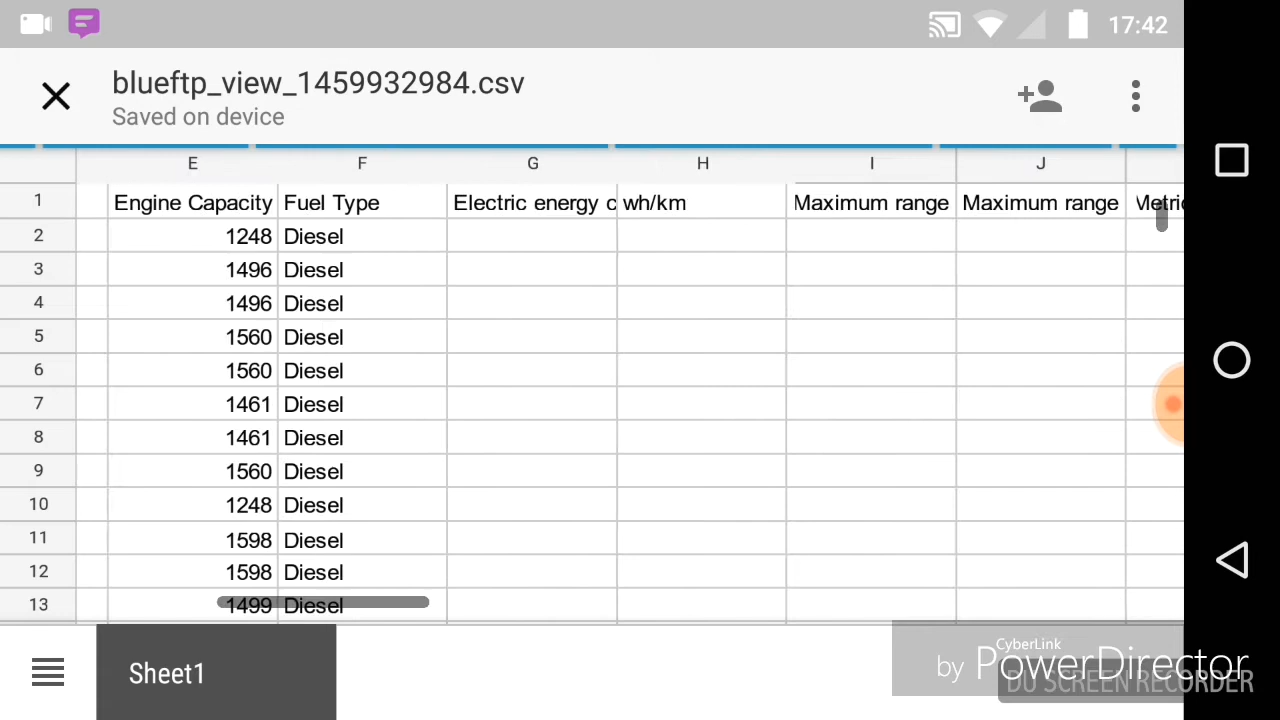 17:42
blueftp_view_1459932984.csv
Saved on device
E F G H I J
1 Engine Capacity Fuel Type Electric energy c wh/km Maximum range Maximum range Metric
2 1248 Diesel
3 1496 Diesel
4 1496 Diesel
5 1560 Diesel
6 1560 Diesel
7 1461 Diesel
8 1461 Diesel
9 1560 Diesel
10 1248 Diesel
11 1598 Diesel
12 1598 Diesel
13 1499 Diesel
Sheet1
CyberLink
by PowerDirector
DU SCREEN RECORDER